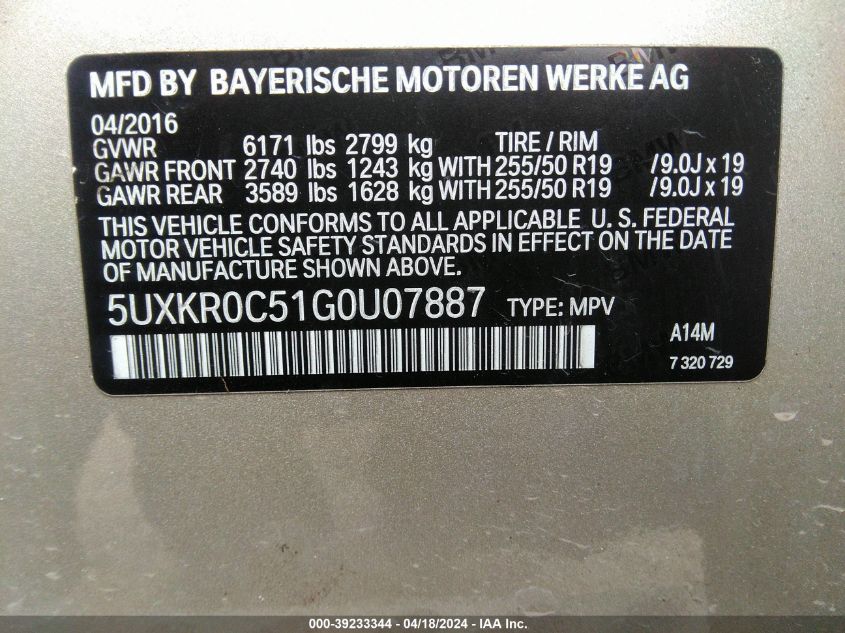 MFD BY BAYERISCHE MOTOREN WERKE AG
04/2016
GVWR 6171 lbs 2799 kg TIRE / RIM
GAWR FRONT 2740 lbs 1243 kg WITH 255/50 R19 /9.0J x 19
GAWR REAR 3589 lbs 1628 kg WITH 255/50 R19 /9.0J x 19
THIS VEHICLE CONFORMS TO ALL APPLICABLE U. S. FEDERAL
MOTOR VEHICLE SAFETY STANDARDS IN EFFECT ON THE DATE
OF MANUFACTURE SHOWN ABOVE.
5UXKR0C51G0U07887 TYPE: MPV
A14M
7 320 729
000-39233344 - 04/18/2024 - IAA Inc.